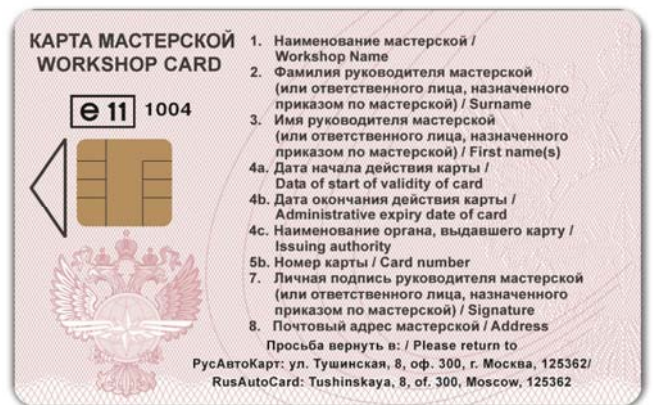 КАРТА МАСТЕРСКОЙ
WORKSHOP CARD
e 11 1004
1. Наименование мастерской /
Workshop Name
2. Фамилия руководителя мастерской
(или ответственного лица, назначенного
приказом по мастерской) / Surname
3. Имя руководителя мастерской
(или ответственного лица, назначенного
приказом по мастерской) / First name(s)
4a. Дата начала действия карты /
Data of start of validity of card
4b. Дата окончания действия карты /
Administrative expiry date of card
4c. Наименование органа, выдавшего карту /
Issuing authority
5b. Номер карты / Card number
7. Личная подпись руководителя мастерской
(или ответственного лица, назначенного
приказом по мастерской) / Signature
8. Почтовый адрес мастерской / Address
Просьба вернуть в: / Please return to
РусАвтоКарт: ул. Тушинская, 8, оф. 300, г. Москва, 125362/
RusAutoCard: Tushinskaya, 8, of. 300, Moscow, 125362